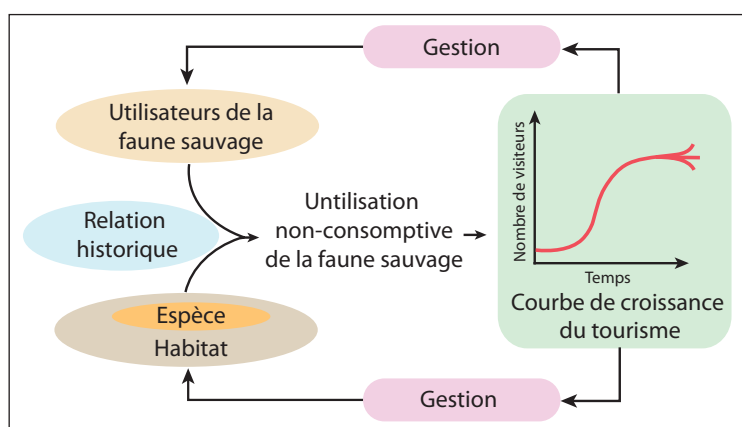 Gestion
Utilisateurs de la
faune sauvage
Relation
historique
Untilisation
non-comsomptive
de la faune sauvage
Espèce
Habitat
Nombre de visiteurs
Temps
Courbe de croissance
du tourisme
Gestion